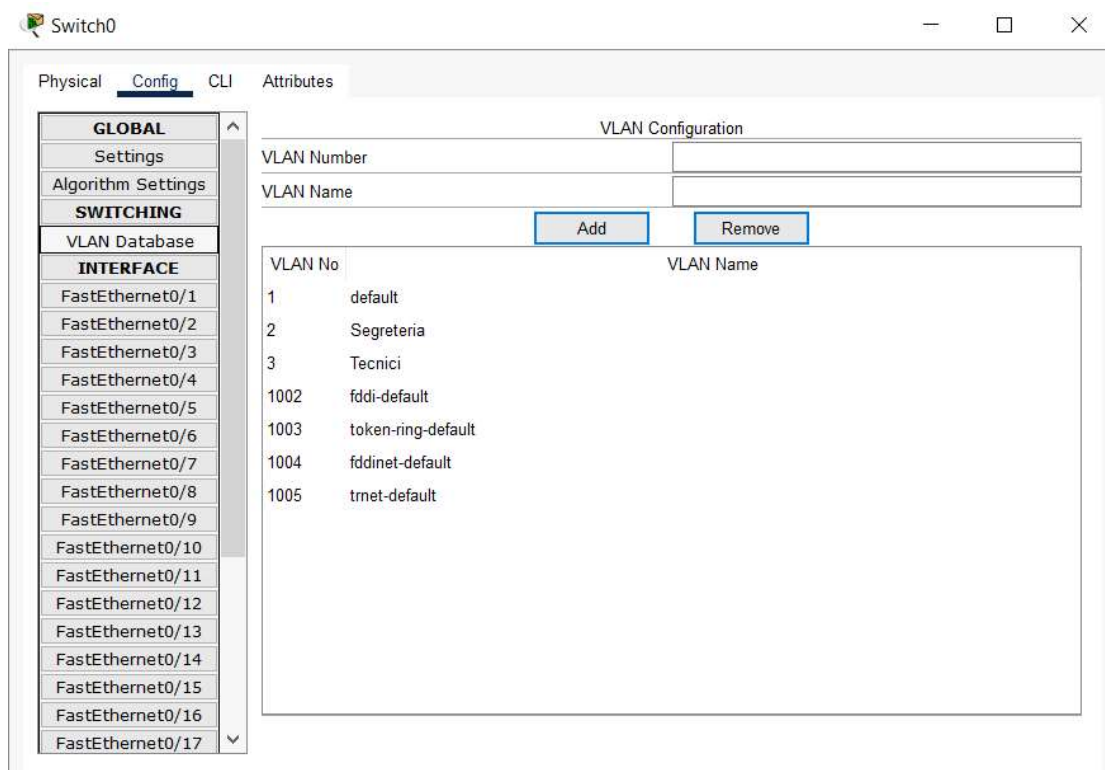 Switch0
Physical Config CLI Attributes
GLOBAL
Settings
Algorithm Settings
SWITCHING
VLAN Database
INTERFACE
FastEthernet0/1
FastEthernet0/2
FastEthernet0/3
FastEthernet0/4
FastEthernet0/5
FastEthernet0/6
FastEthernet0/7
FastEthernet0/8
FastEthernet0/9
FastEthernet0/10
FastEthernet0/11
FastEthernet0/12
FastEthernet0/13
FastEthernet0/14
FastEthernet0/15
FastEthernet0/16
FastEthernet0/17
VLAN Configuration
VLAN Number
VLAN Name
Add Remove
VLAN No VLAN Name
1 default
2 Segreteria
3 Tecnici
1002 fddi-default
1003 token-ring-default
1004 fddinet-default
1005 trnet-default